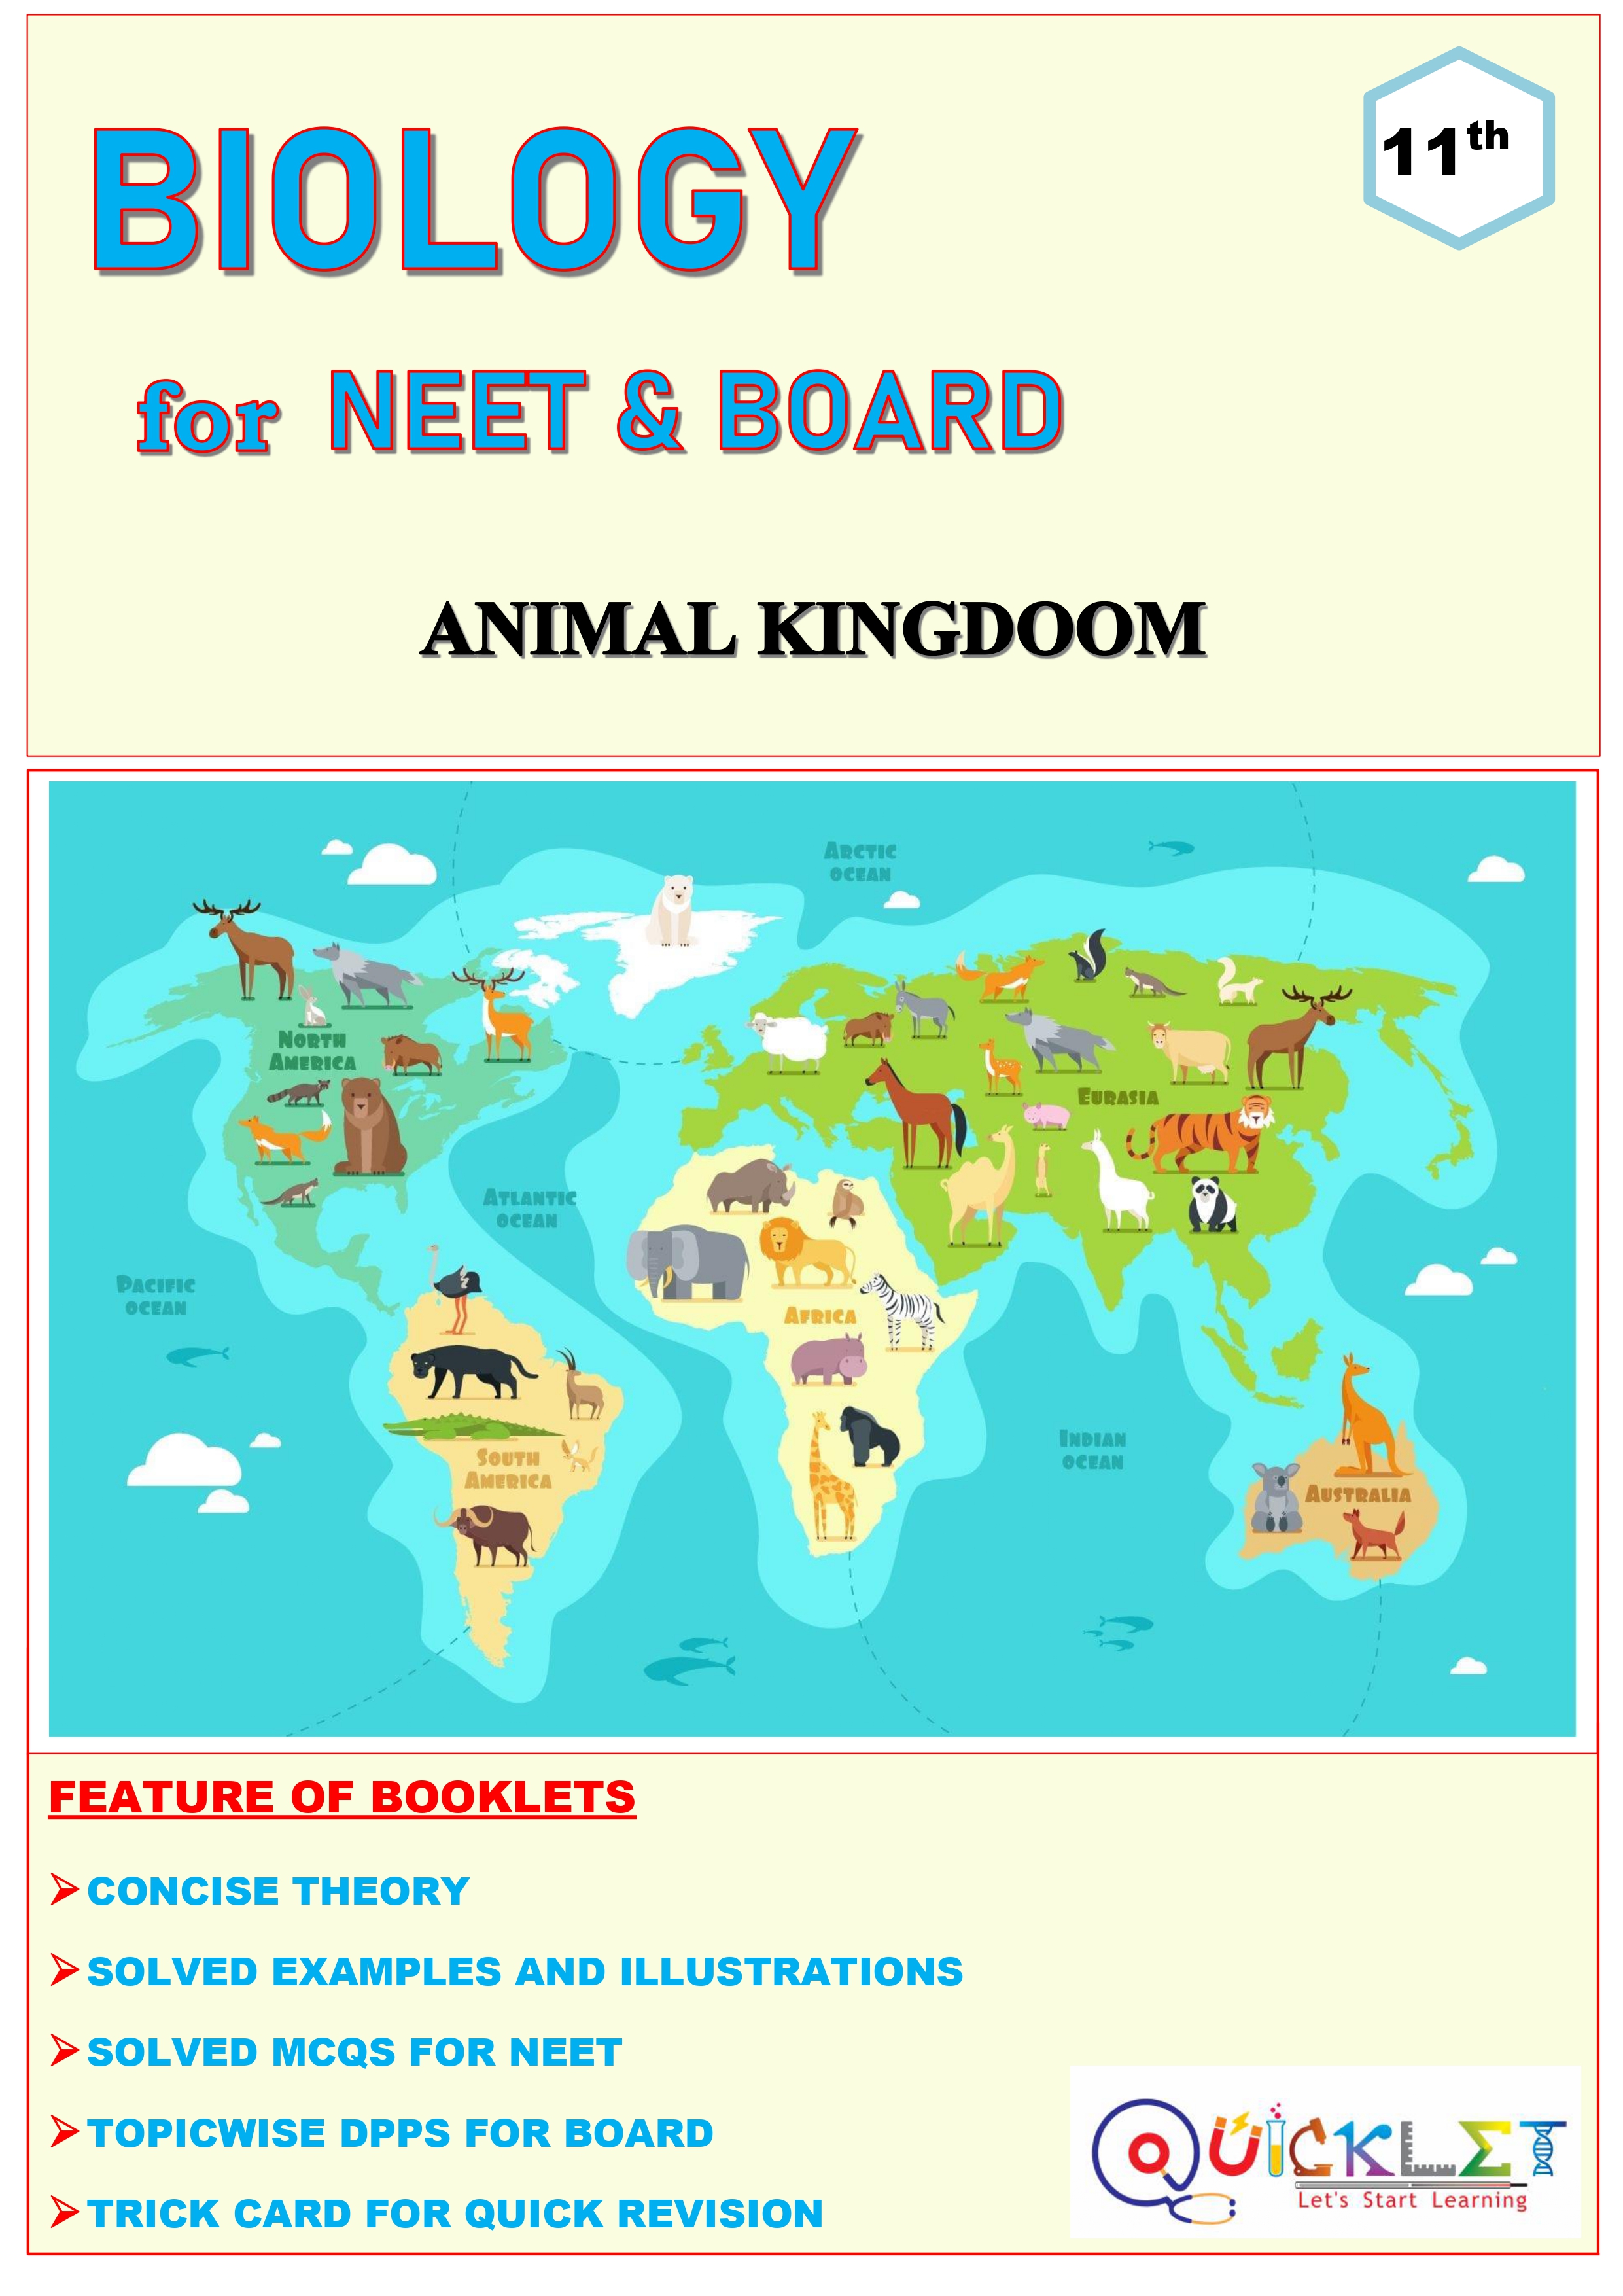 BIOLOGY
11th
for NEET & BOARD
ANIMAL KINGDOOM
ARCTIC
OCEAN
NORTH
AMERICA
EURASIA
ATLANTIC
OCEAN
PACIFIC
OCEAN
AFRICA
INDIAN
OCEAN
SOUTH
AMERICA
AUSTRALIA
FEATURE OF BOOKLETS
CONCISE THEORY
SOLVED EXAMPLES AND ILLUSTRATIONS
SOLVED MCQS FOR NEET
TOPICWISE DPPS FOR BOARD
TRICK CARD FOR QUICK REVISION
QUICKLET
Let's Start Learning